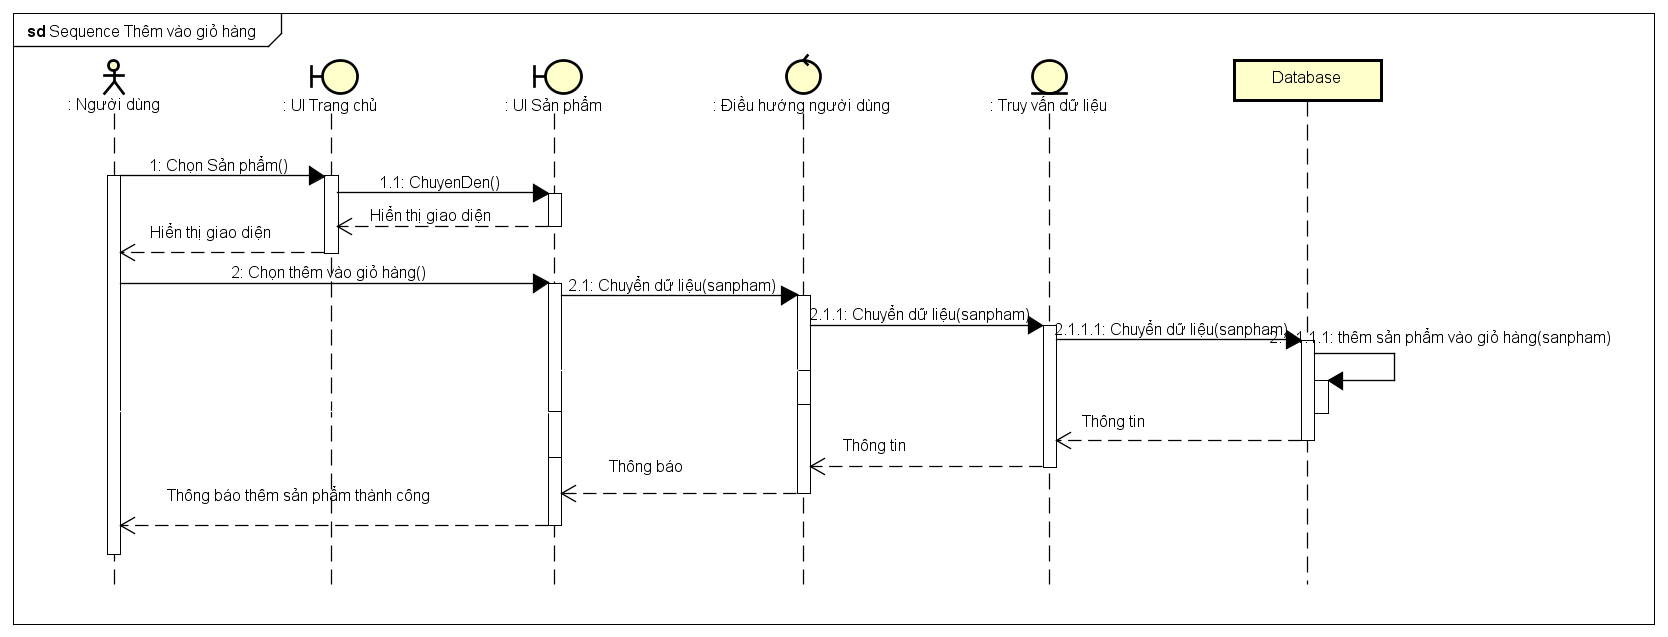 sd Sequence Thêm vào giỏ hàng
: Người dùng
: UI Trang chủ
: UI Sản phẩm
: Điều hướng người dùng
: Truy vấn dữ liệu
Database
1: Chọn Sản phẩm()
1.1: ChuyenDen()
Hiển thị giao diện
Hiển thị giao diện
2: Chọn thêm vào giỏ hàng()
2.1: Chuyển dữ liệu(sanpham)
2.1.1: Chuyển dữ liệu(sanpham)
2.1.1.1: Chuyển dữ liệu(sanpham)
2.1.1.1.1: thêm sản phẩm vào giỏ hàng(sanpham)
Thông tin
Thông tin
Thông báo
Thông báo thêm sản phẩm thành công